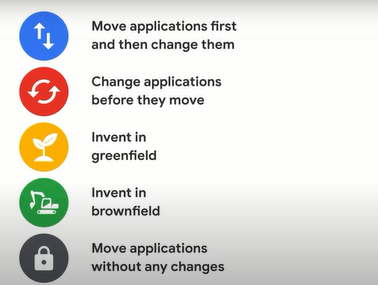 Move applications first
and then change them
Change applications
before they move
Invent in
greenfield
Invent in
brownfield
Move applications
without any changes